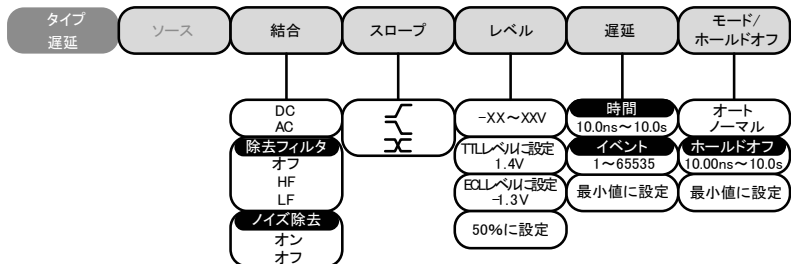 タイプ
遅延
ソース
結合
スロープ
レベル
遅延
モード/
ホールドオフ
DC
AC
除去フィルタ
オフ
HF
LF
ノイズ除去
オン
オフ
-XX～XXV
TTLレベルに設定
1.4V
ECLレベルに設定
-1.3V
50%に設定
時間
10.0ns～10.0s
イベント
1～65535
最小値に設定
オート
ノーマル
ホールドオフ
10.00ns～10.0s
最小値に設定